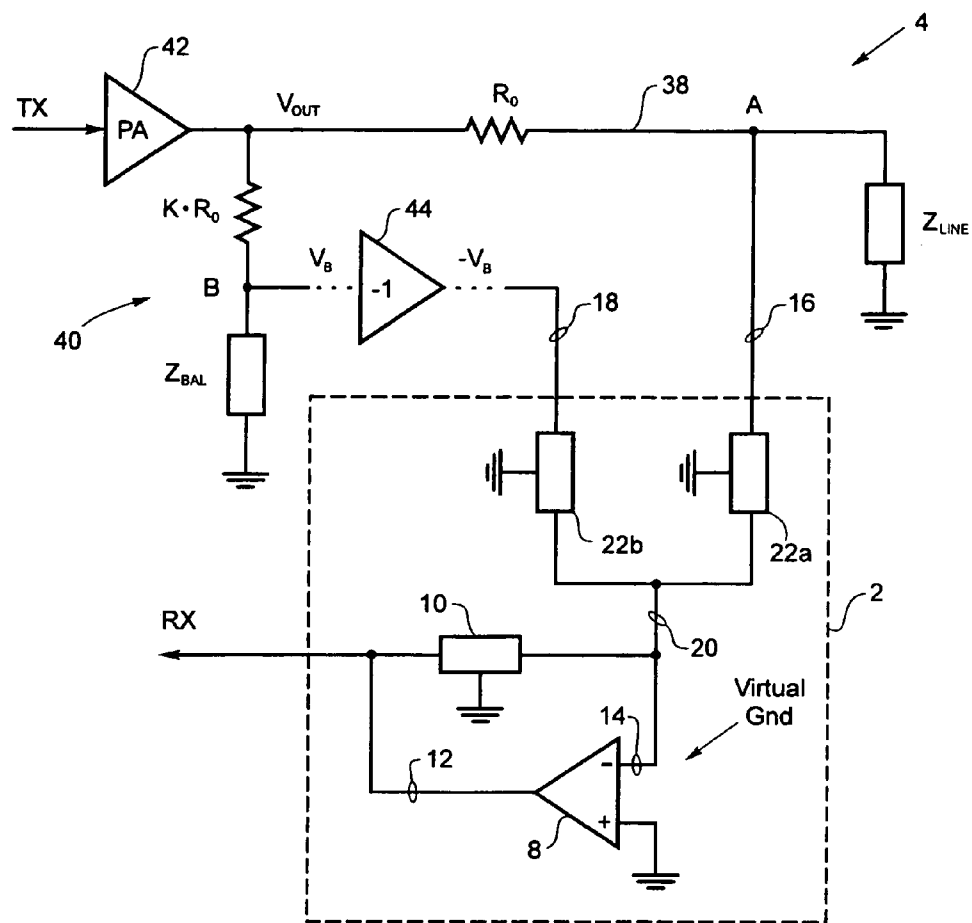 42
4
TX
PA
V_OUT
R_0
38
A
K•R_0
44
Z_LINE
V_B
-1
-V_B
B
18
16
40
Z_BAL
22b
22a
RX
10
2
20
Virtual
Gnd
14
12
-
+
8